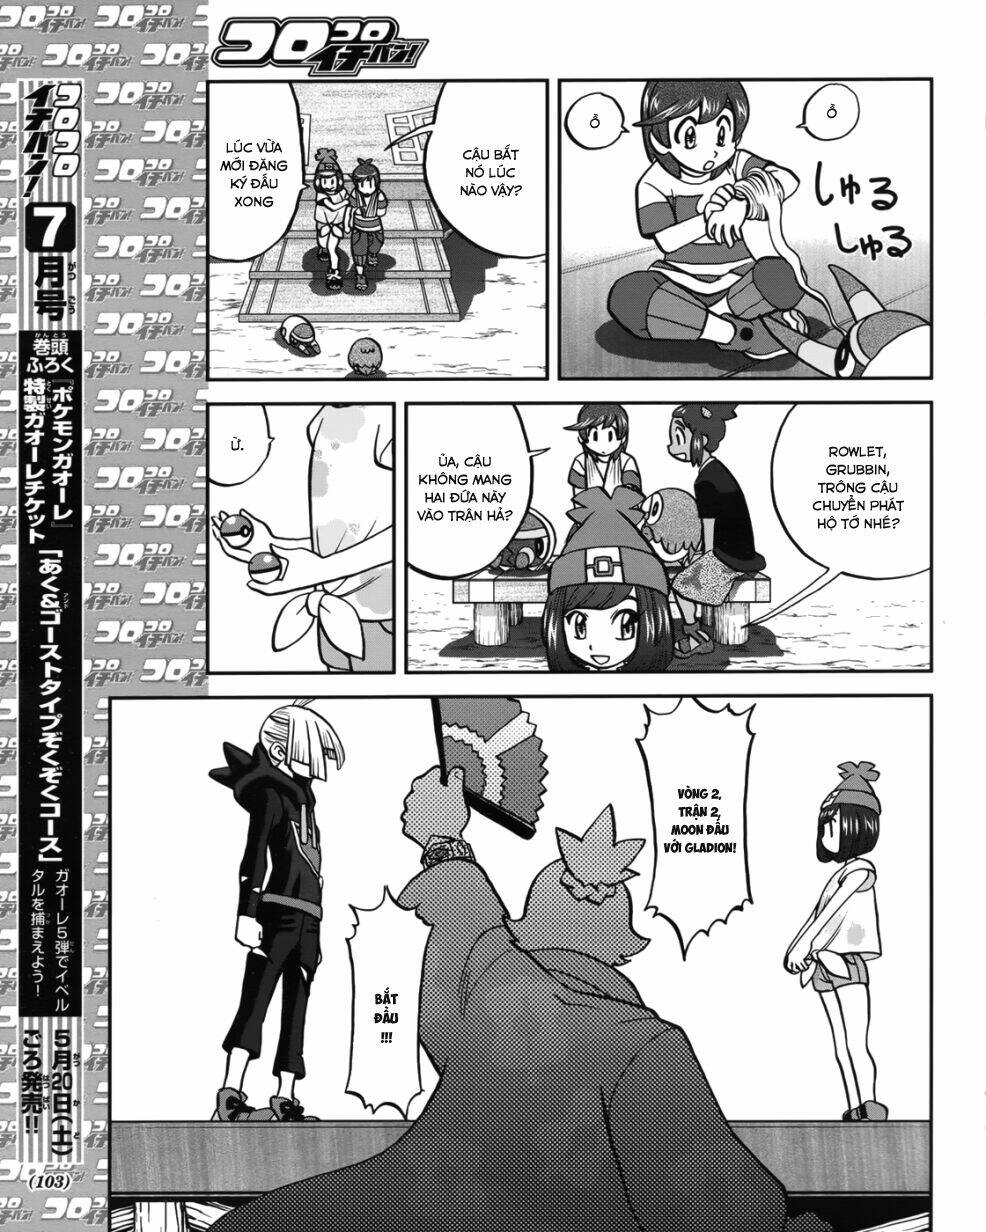 コロコロ
イチバン!
Ồ
Ồ
しゅる
しゅる
CẬU BẮT
NÓ LÚC
NÀO VẬY?
LÚC VỪA
MỚI ĐĂNG
KÝ ĐẤU
XONG
ROWLET,
GRUBBIN,
TRÔNG CẬU
CHUYỀN PHÁT
HỘ TỚ NHÉ?
ỦA, CẬU
KHÔNG MANG
HAI ĐỨA NÀY
VÀO TRẬN HẢ?
Ừ.
VÒNG 2,
TRẬN 2,
MOON ĐẤU
VỚI GLADION!
BẮT
ĐẦU
!!!
コロコロ
イチバン!
7
月号
巻頭
ふろく
『ポケモンガオーレ』
特製ガオーレチケット
「あく&ゴーストタイプぞくぞくコース」
ガオーレ5弾でイベル
タルを捕まえよう!
5月20日(土)
ごろ発売!!
(103)